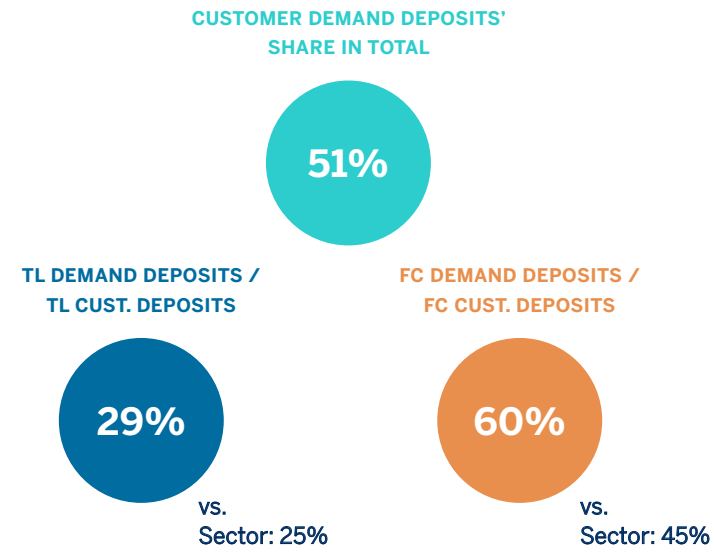 CUSTOMER DEMAND DEPOSITS’
SHARE IN TOTAL
51%
TL DEMAND DEPOSITS /
TL CUST. DEPOSITS
29%
vs.
Sector: 25%
FC DEMAND DEPOSITS /
FC CUST. DEPOSITS
60%
vs.
Sector: 45%